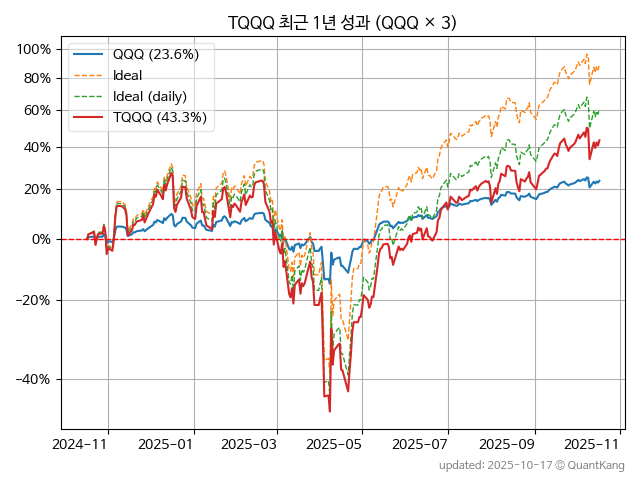 TQQQ 최근 1년 성과 (QQQ × 3)
QQQ (23.6%)
Ideal
Ideal (daily)
TQQQ (43.3%)
100%
80%
60%
40%
20%
0%
−20%
−40%
2024-11
2025-01
2025-03
2025-05
2025-07
2025-09
2025-11
updated: 2025-10-17 © QuantKang